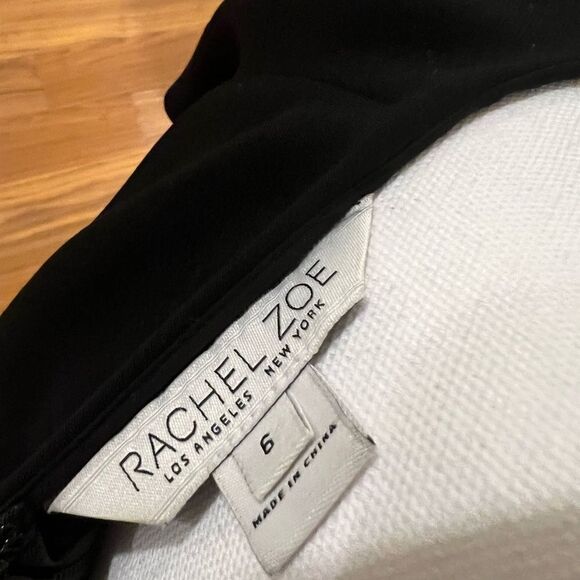 RACHEL ZOE
LOS ANGELES NEW YORK
6
MADE IN CHINA